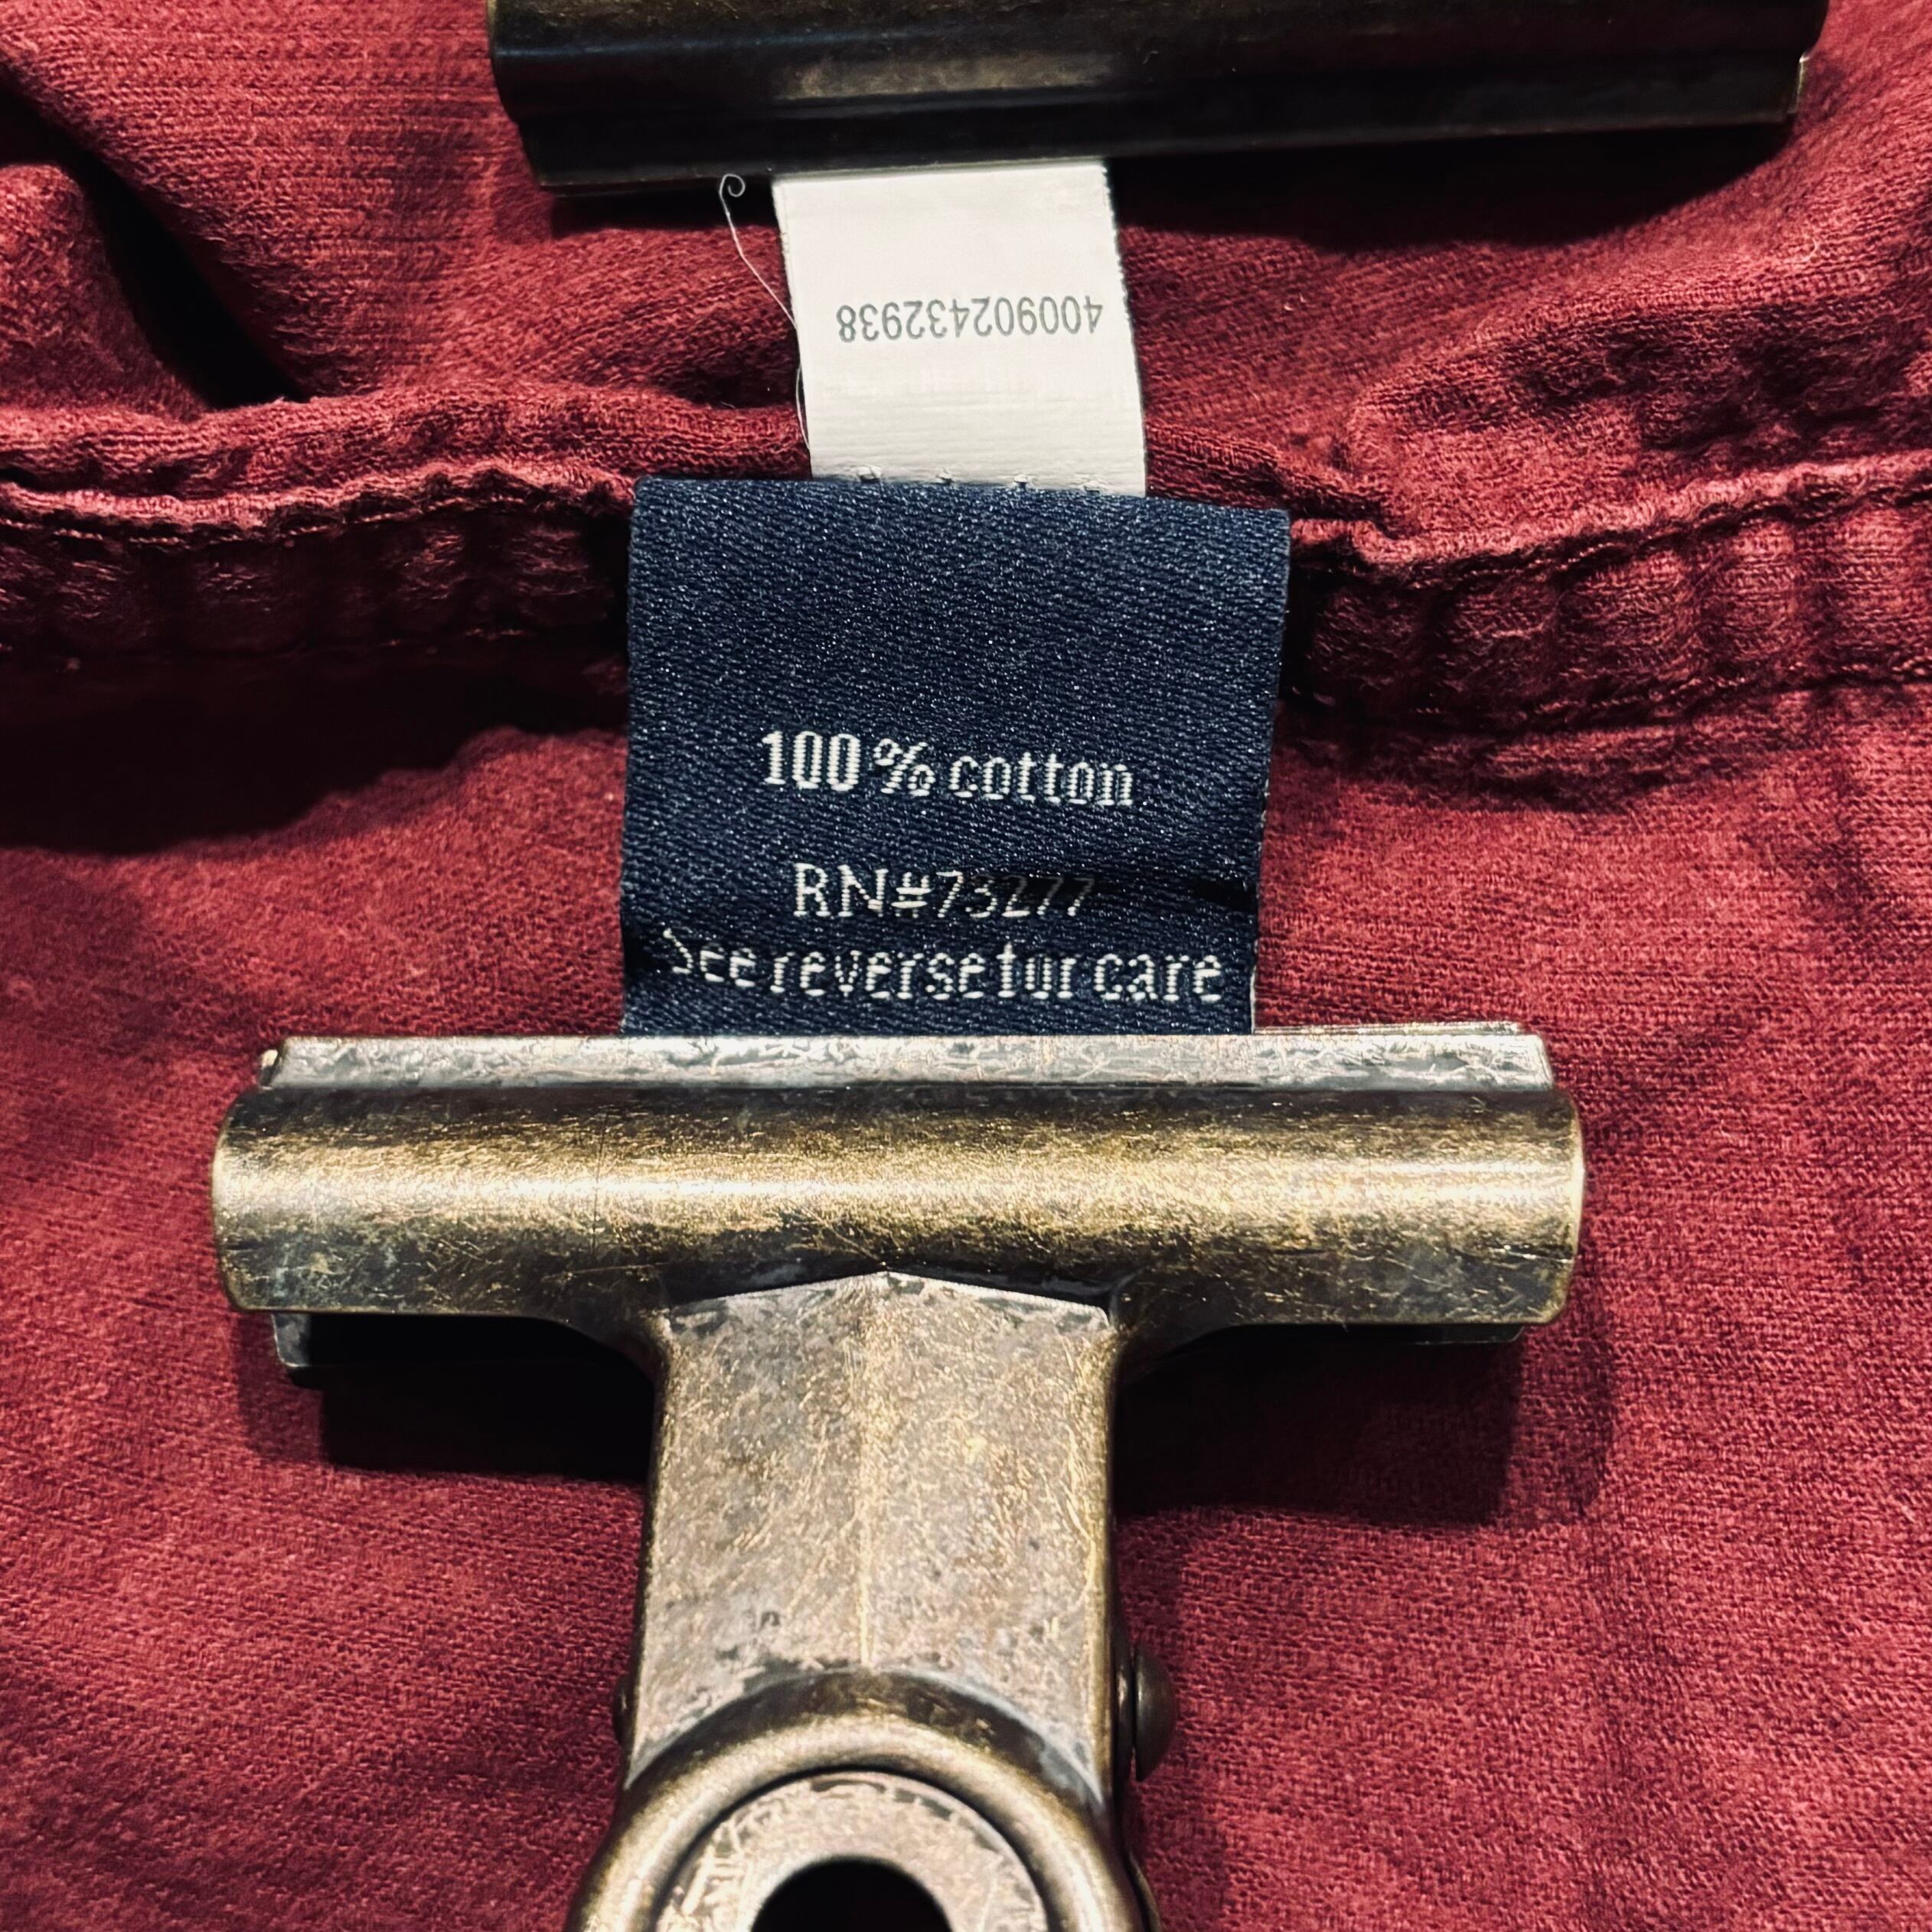 400902432938
100% cotton
RN#73277
See reverse for care